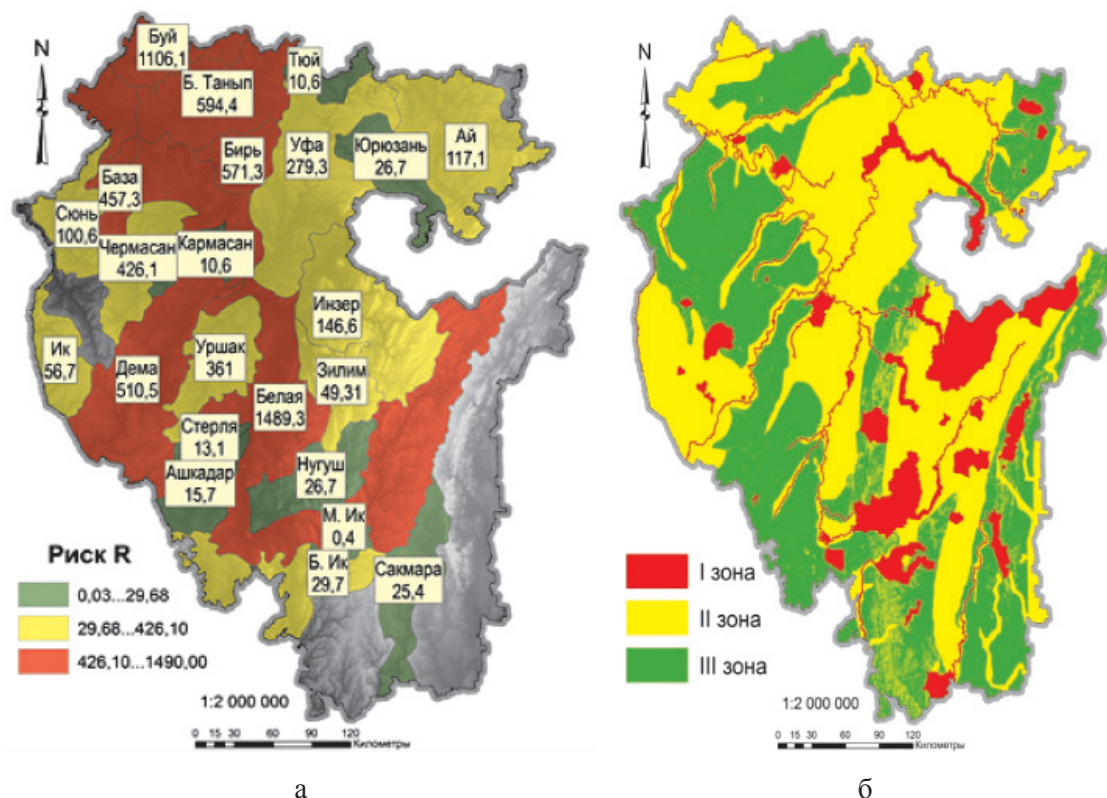 N
Буй
1106,1
Б. Танып
594,4
Тюй
10,6
Бирь
571,3
Уфа
279,3
Юрюзань
26,7
Ай
117,1
База
457,3
Сюнь
100,6
Чермасан
426,1
Кармасан
10,6
Инзер
146,6
Ик
56,7
Дема
510,5
Уршак
361
Белая
1489,3
Зилим
49,31
Стерля
13,1
Ашкадар
15,7
Нугуш
26,7
М. Ик
0,4
Б. Ик
29,7
Сакмара
25,4
Риск R
0,03...29,68
29,68...426,10
426,10...1490,00
1:2 000 000
0 15 30 60 90 120
Километры
а
N
I зона
II зона
III зона
1:2 000 000
0 15 30 60 90 120
Километры
б